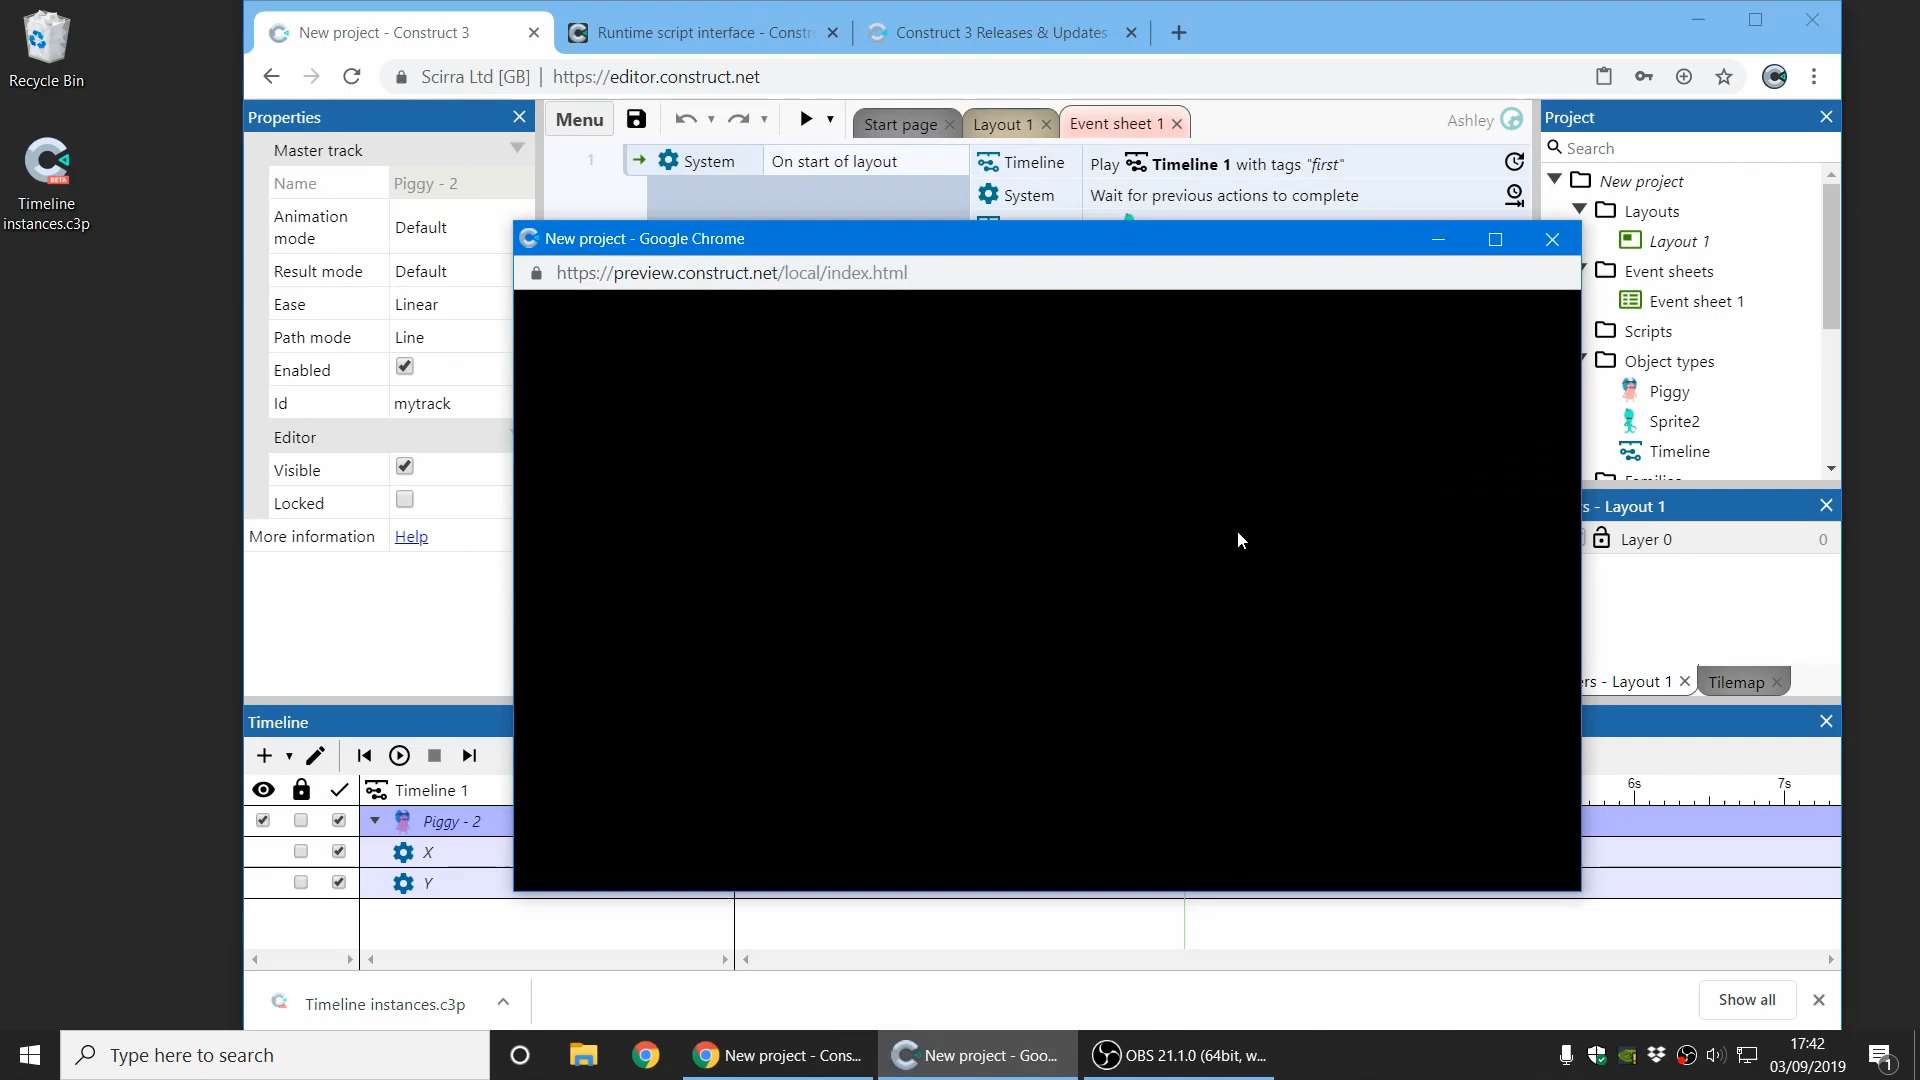 Recycle Bin
Timeline
instances.c3p
New project - Construct 3
Runtime script interface - Constr
Construct 3 Releases & Updates
Scirra Ltd [GB]
https://editor.construct.net
Properties
Master track
Name
Piggy - 2
Animation mode
Default
Result mode
Default
Ease
Linear
Path mode
Line
Enabled
Id
mytrack
Editor
Visible
Locked
More information
Help
Menu
Start page
Layout 1
Event sheet 1
Ashley
1
System
On start of layout
Timeline
Play Timeline 1 with tags "first"
System
Wait for previous actions to complete
New project - Google Chrome
https://preview.construct.net/local/index.html
Project
Search
New project
Layouts
Layout 1
Event sheets
Event sheet 1
Scripts
Object types
Piggy
Sprite2
Timeline
- Layout 1
Layer 0
0
- Layout 1
Tilemap
Timeline
Timeline 1
Piggy - 2
X
Y
6s
7s
Timeline instances.c3p
Show all
Type here to search
New project - Cons...
New project - Goo...
OBS 21.1.0 (64bit, w...
17:42
03/09/2019
1